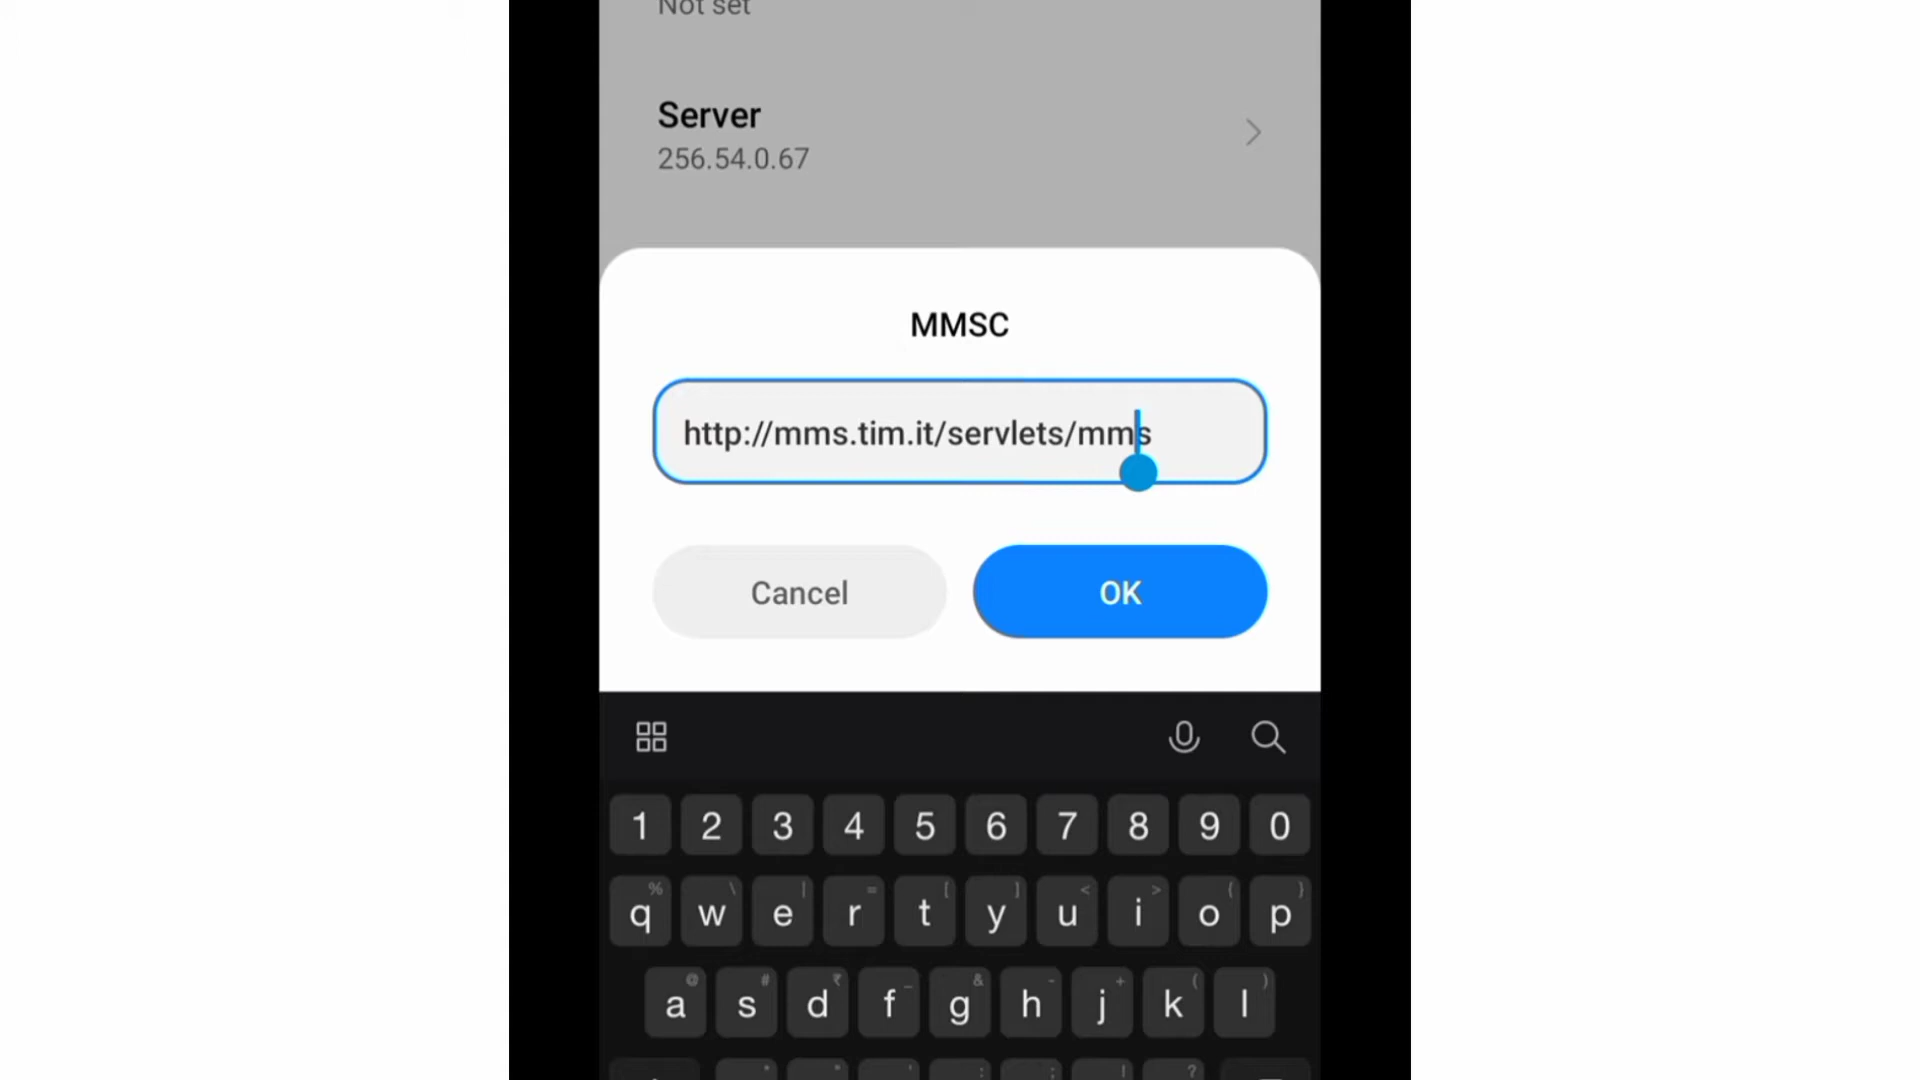 Not set
Server
256.54.0.67
MMSC
http://mms.tim.it/servlets/mms
Cancel
OK
1 2 3 4 5 6 7 8 9 0
% \ | = [ ] < > { }
q w e r t y u i o p
@ # ₹ _ & - + ( )
a s d f g h j k l
* " ' : ; ! ?